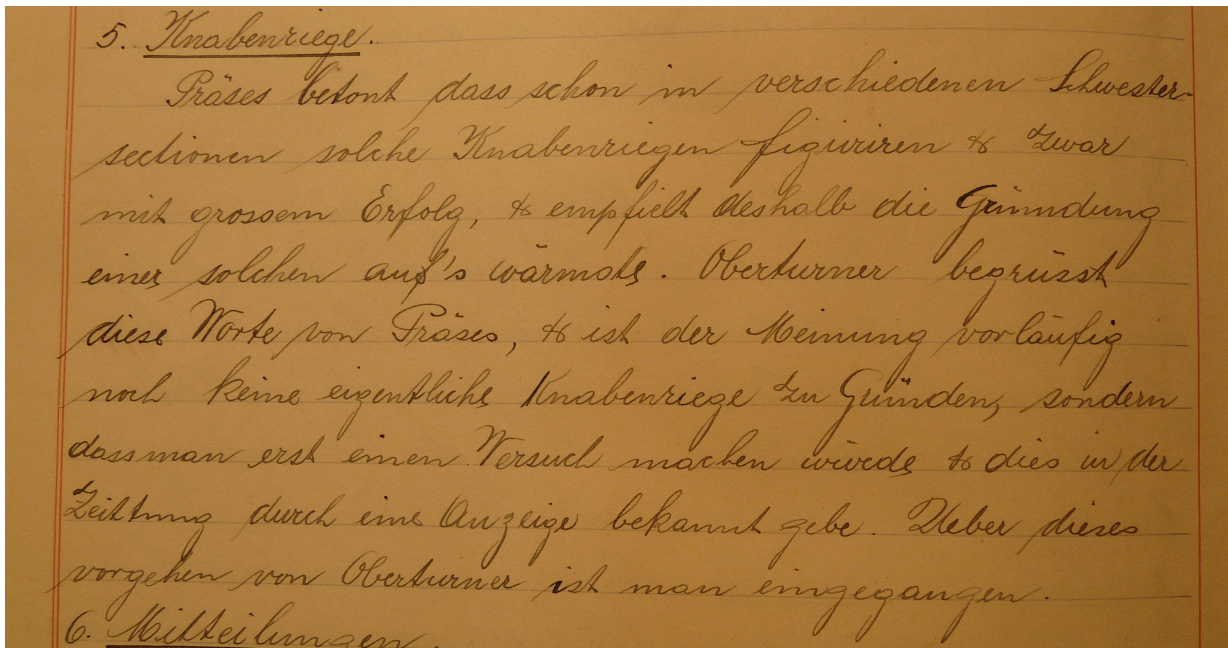 5. Knabenriege.
Präses betont dass schon in verschiedenen Schwester-
sectionen solche Knabenriegen figuriren & zwar
mit grossem Erfolg, & empfielt deshalb die Gründung
einer solchen auf's wärmste. Oberturner begrüsst
diese Worte von Präses, & ist der Meinung vorläufig
noch keine eigentliche Knabenriege zu Gründen, sondern
dass man erst einen Versuch machen würde & dies in der
Zeittung durch eine Anzeige bekannt gebe. Ueber dieses
vorgehen von Oberturner ist man eingegangen.
6. Mitteilungen.